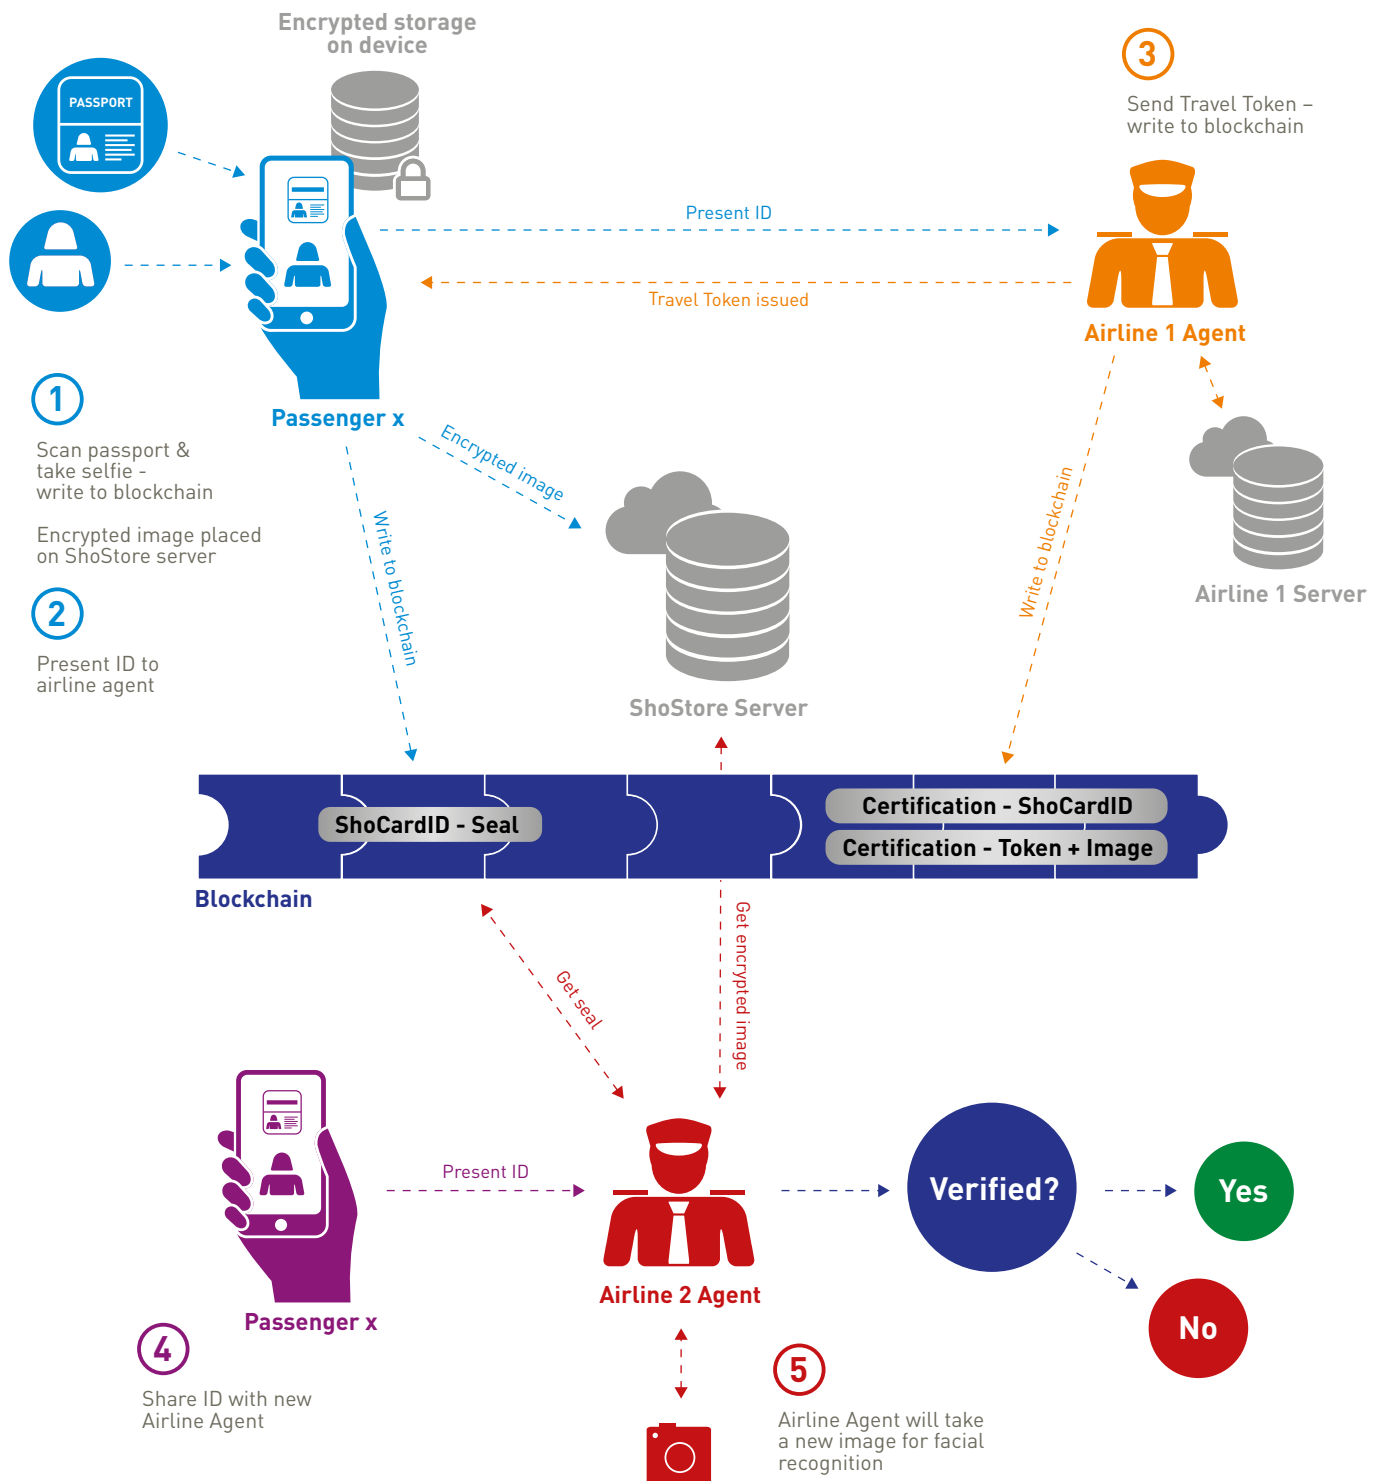 Encrypted storage
on device
PASSPORT
3
Send Travel Token –
write to blockchain
Present ID
Travel Token issued
Airline 1 Agent
Passenger x
1
Scan passport &
take selfie -
write to blockchain
Encrypted image placed
on ShoStore server
2
Present ID to
airline agent
Encrypted image
Write to blockchain
Write to blockchain
Airline 1 Server
ShoStore Server
ShoCardID - Seal
Certification - ShoCardID
Certification - Token + Image
Blockchain
Get seal
Get encrypted image
Present ID
Verified?
Yes
No
Airline 2 Agent
Passenger x
4
Share ID with new
Airline Agent
5
Airline Agent will take
a new image for facial
recognition